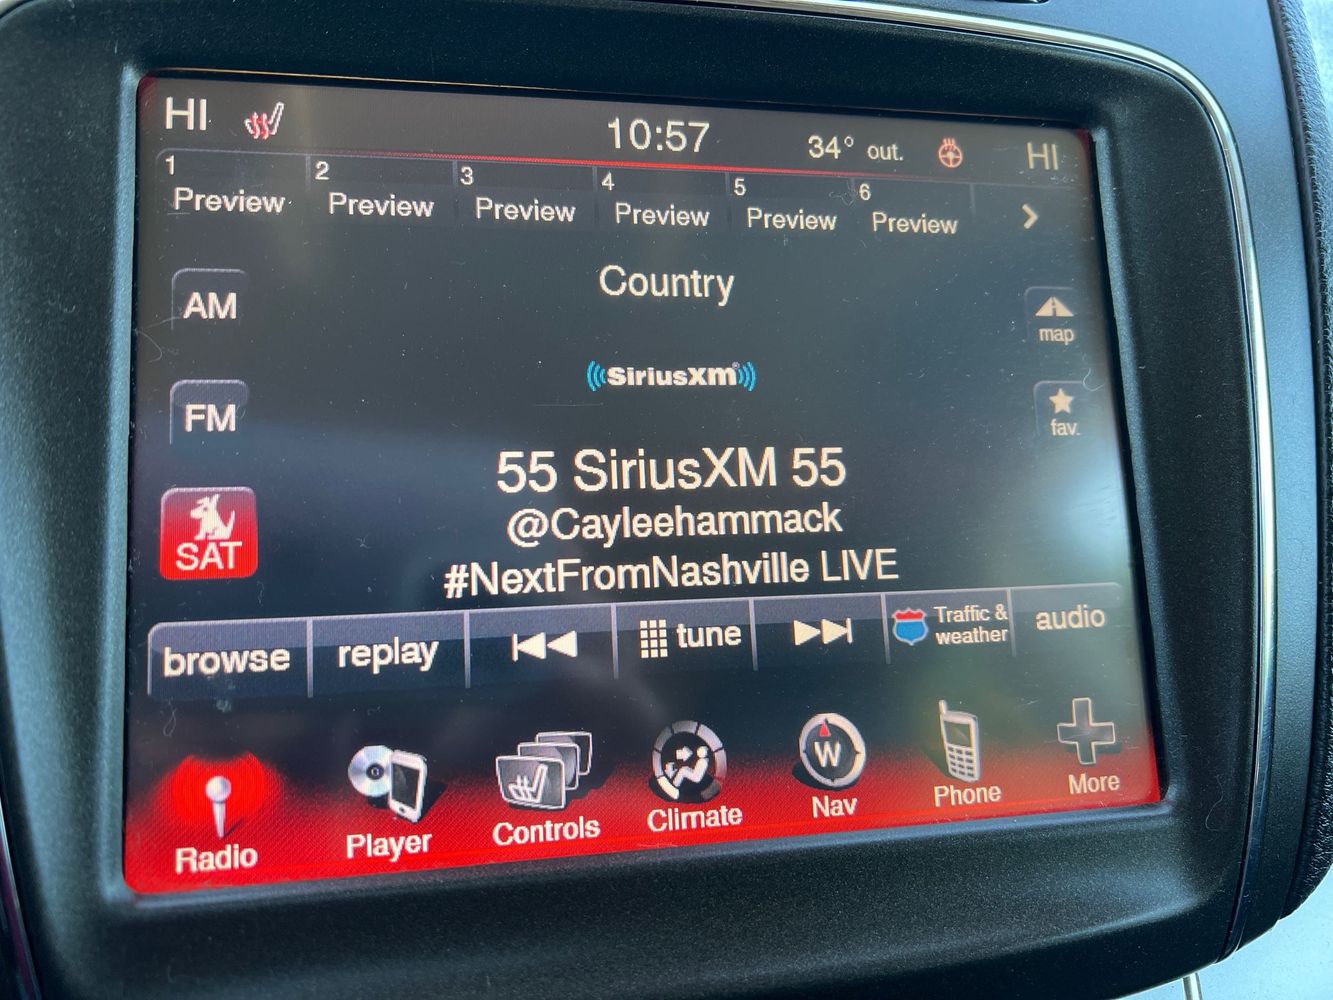 HI 10:57 34° out. HI
1 2 3 4 5 6
Preview Preview Preview Preview Preview Preview
Country
AM
map
SiriusXM
FM
fav.
55 SiriusXM 55
@Cayleehammack
SAT
#NextFromNashville LIVE
browse replay tune Traffic & weather audio
W
Radio Player Controls Climate Nav Phone More